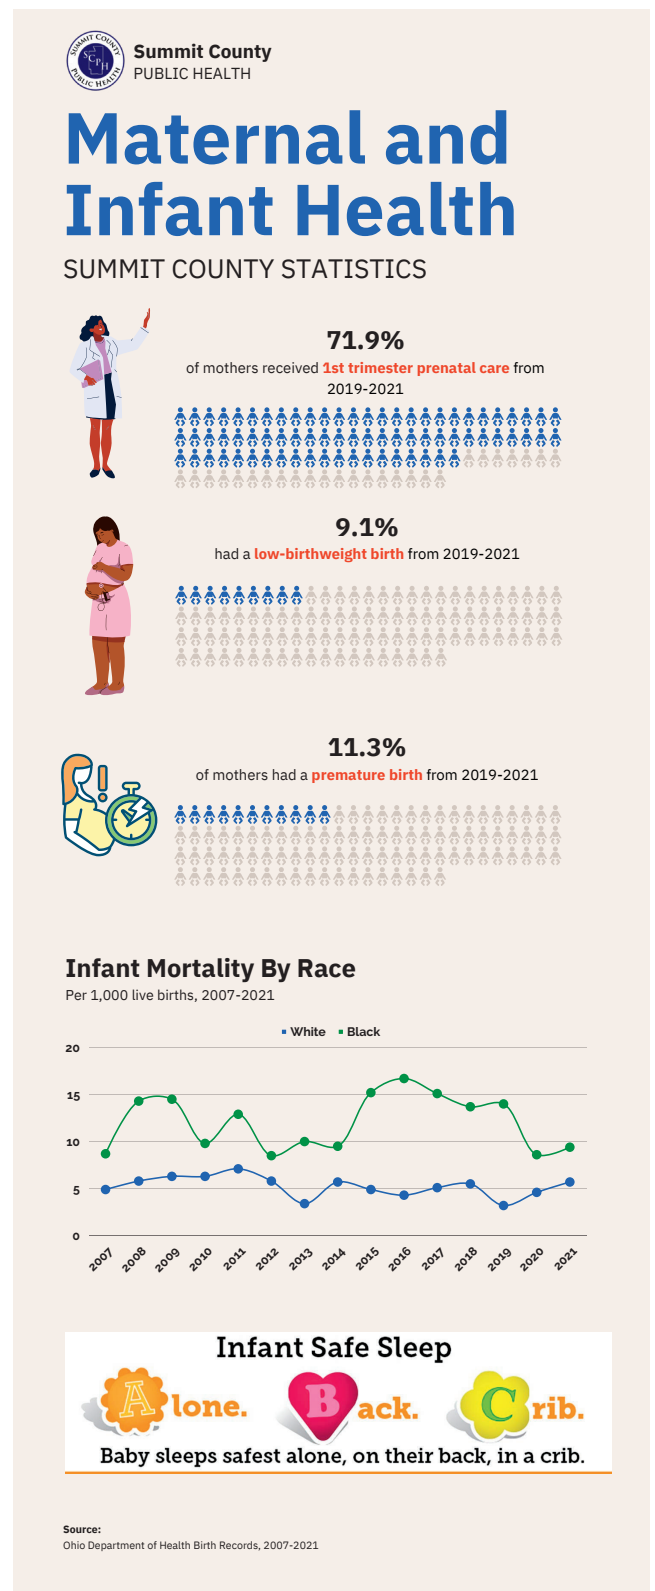 SUMMIT COUNTY
SCPH
PUBLIC HEALTH
Summit County
PUBLIC HEALTH
Maternal and
Infant Health
SUMMIT COUNTY STATISTICS
71.9%
of mothers received 1st trimester prenatal care from
2019-2021
9.1%
had a low-birthweight birth from 2019-2021
11.3%
of mothers had a premature birth from 2019-2021
Infant Mortality By Race
Per 1,000 live births, 2007-2021
White Black
20
15
10
5
0
2007 2008 2009 2010 2011 2012 2013 2014 2015 2016 2017 2018 2019 2020 2021
Infant Safe Sleep
Alone. Back. Crib.
Baby sleeps safest alone, on their back, in a crib.
Source:
Ohio Department of Health Birth Records, 2007-2021